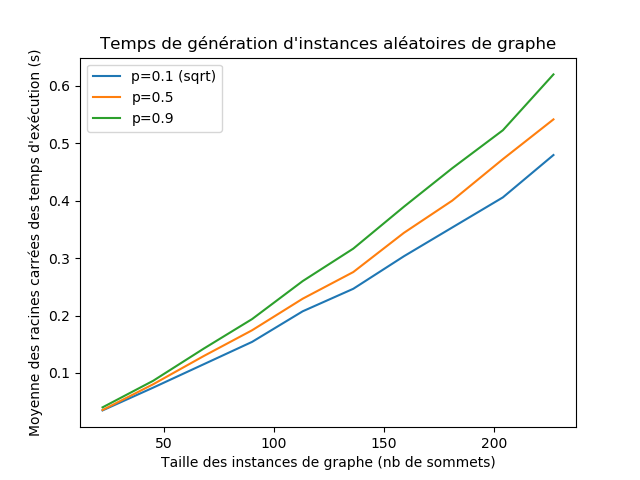 Temps de génération d'instances aléatoires de graphe
p=0.1 (sqrt)
p=0.5
p=0.9
Moyenne des racines carrées des temps d'exécution (s)
0.6
0.5
0.4
0.3
0.2
0.1
50
100
150
200
Taille des instances de graphe (nb de sommets)